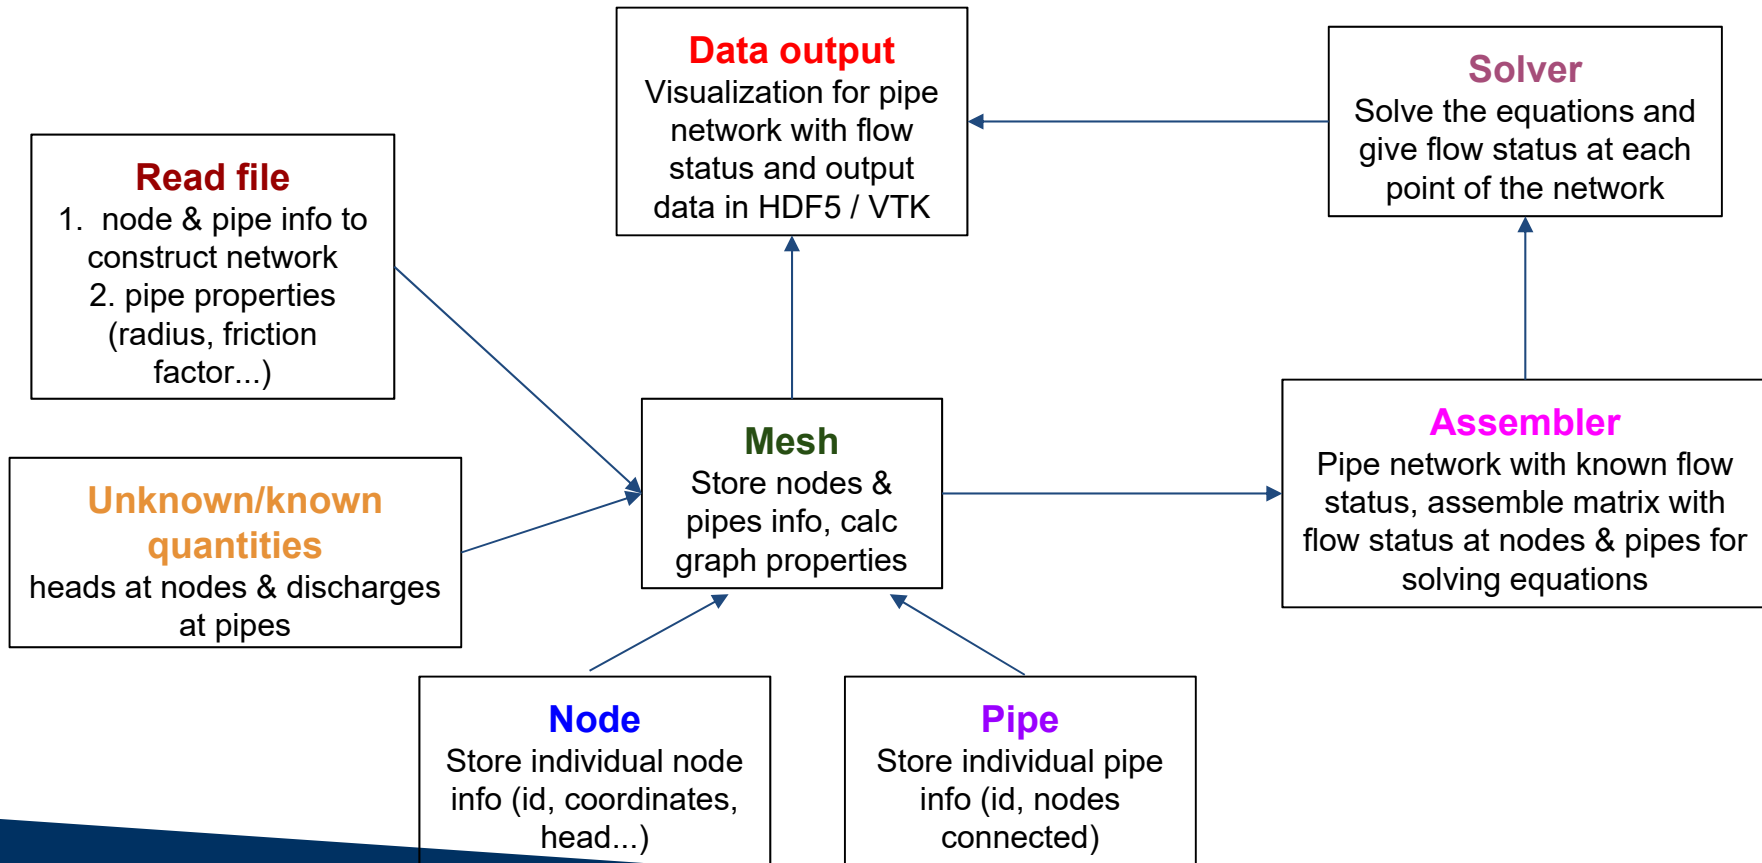 Data output
Visualization for pipe
network with flow
status and output
data in HDF5 / VTK
Solver
Solve the equations and
give flow status at each
point of the network
Read file
1. node & pipe info to
construct network
2. pipe properties
(radius, friction
factor...)
Mesh
Store nodes &
pipes info, calc
graph properties
Assembler
Pipe network with known flow
status, assemble matrix with
flow status at nodes & pipes for
solving equations
Unknown/known
quantities
heads at nodes & discharges
at pipes
Node
Store individual node
info (id, coordinates,
head...)
Pipe
Store individual pipe
info (id, nodes
connected)